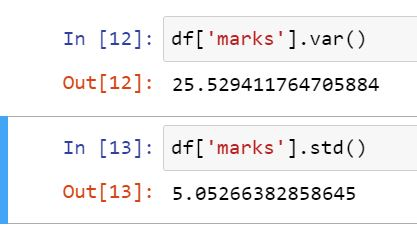 In [12]: df['marks'].var()
Out[12]: 25.529411764705884
In [13]: df['marks'].std()
Out[13]: 5.05266382858645